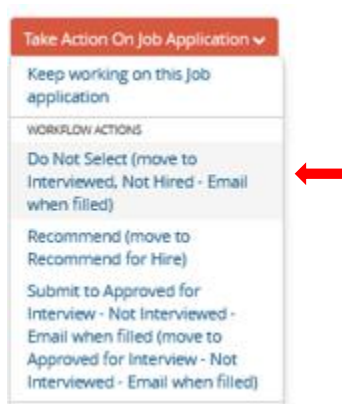 Take Action On Job Application
Keep working on this Job
application
WORKFLOW ACTIONS
Do Not Select (move to
Interviewed, Not Hired - Email
when filled)
Recommend (move to
Recommend for Hire)
Submit to Approved for
Interview - Not Interviewed -
Email when filled (move to
Approved for Interview - Not
Interviewed - Email when filled)